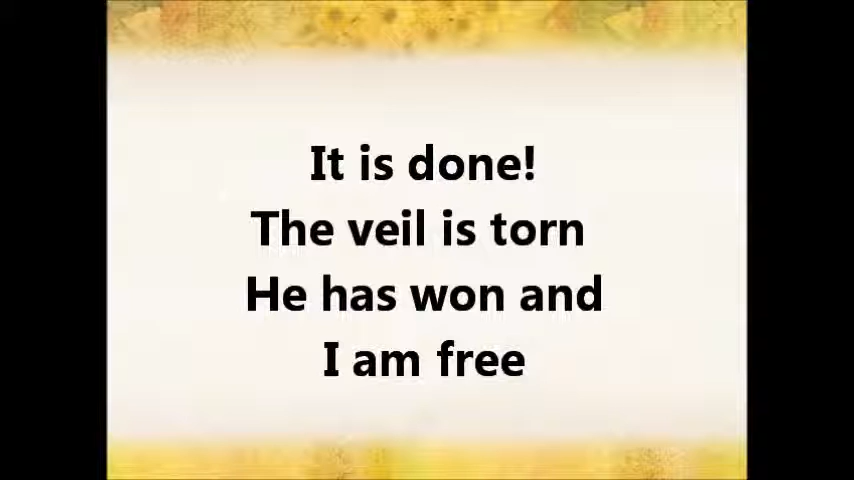 It is done!
The veil is torn
He has won and
I am free